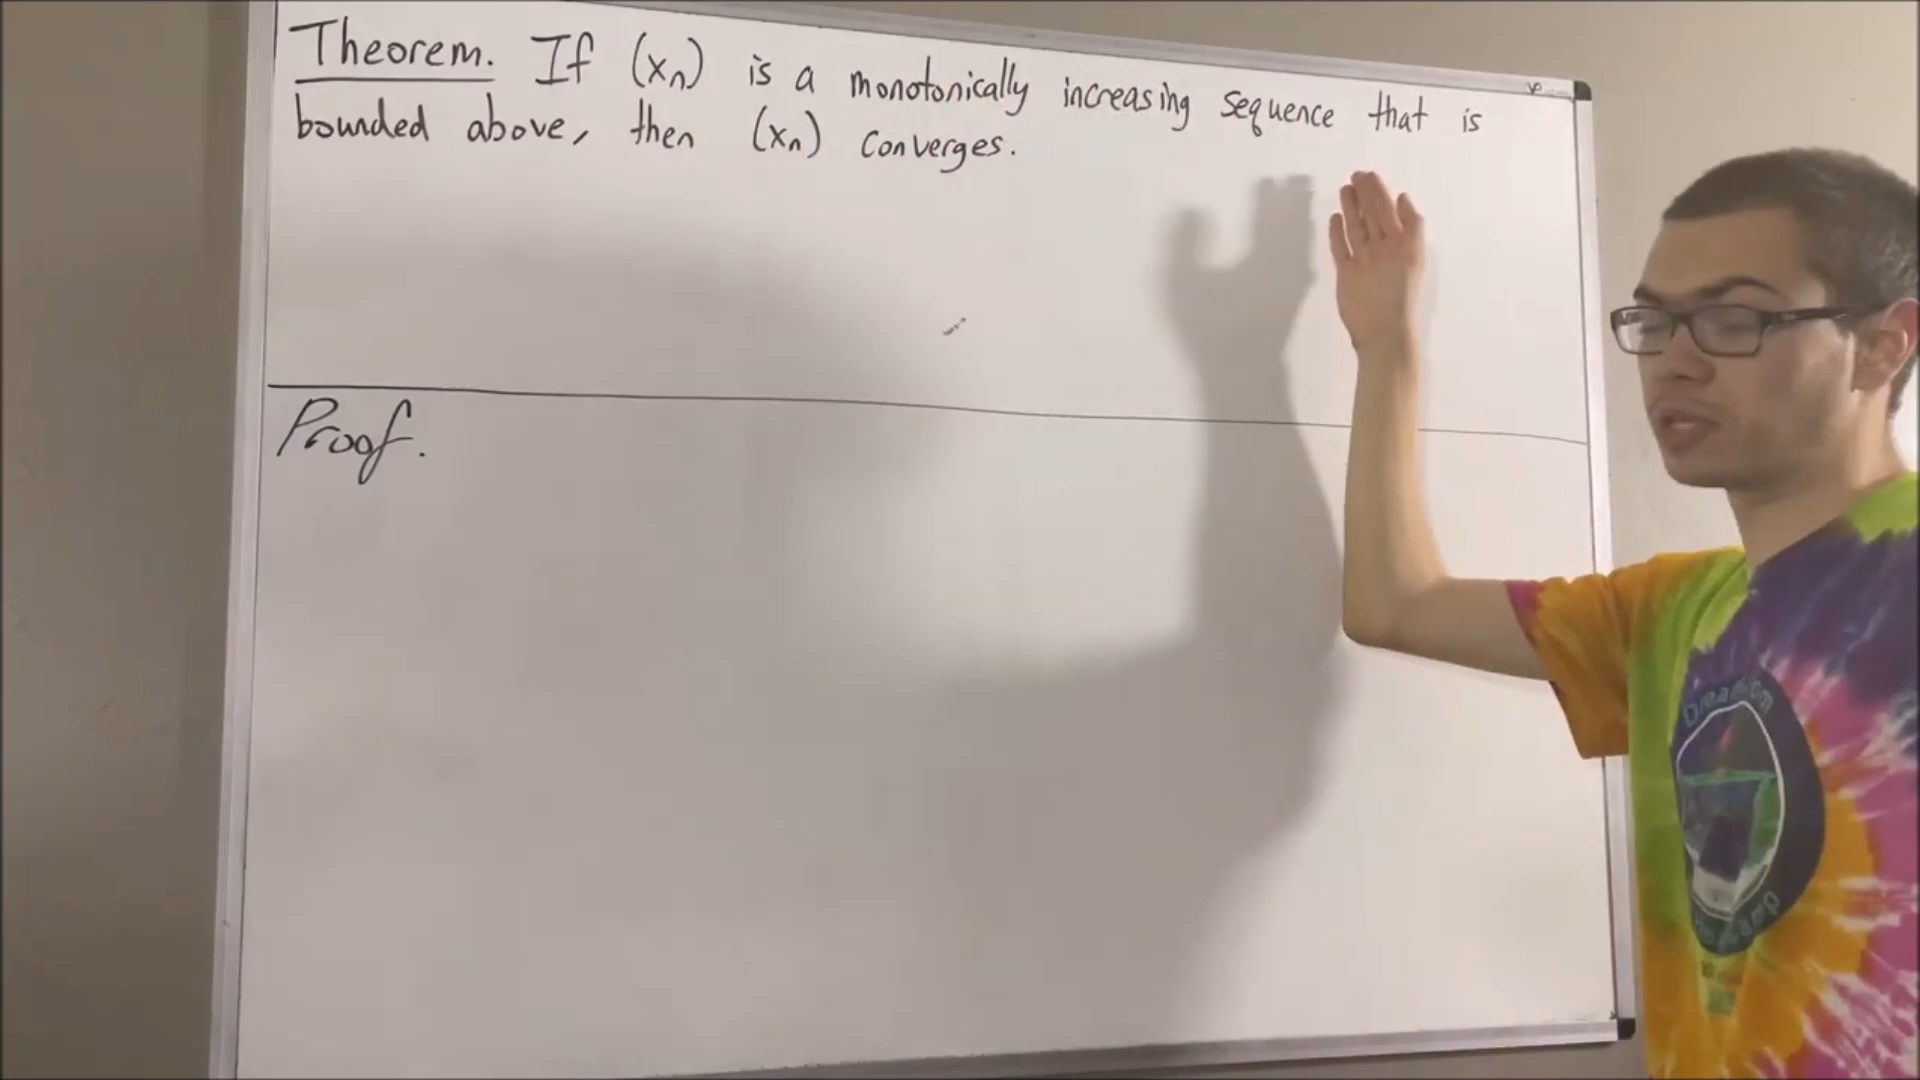 Theorem. If (xn) is a monotonically increasing sequence that is
bounded above, then (xn) converges.
Proof.